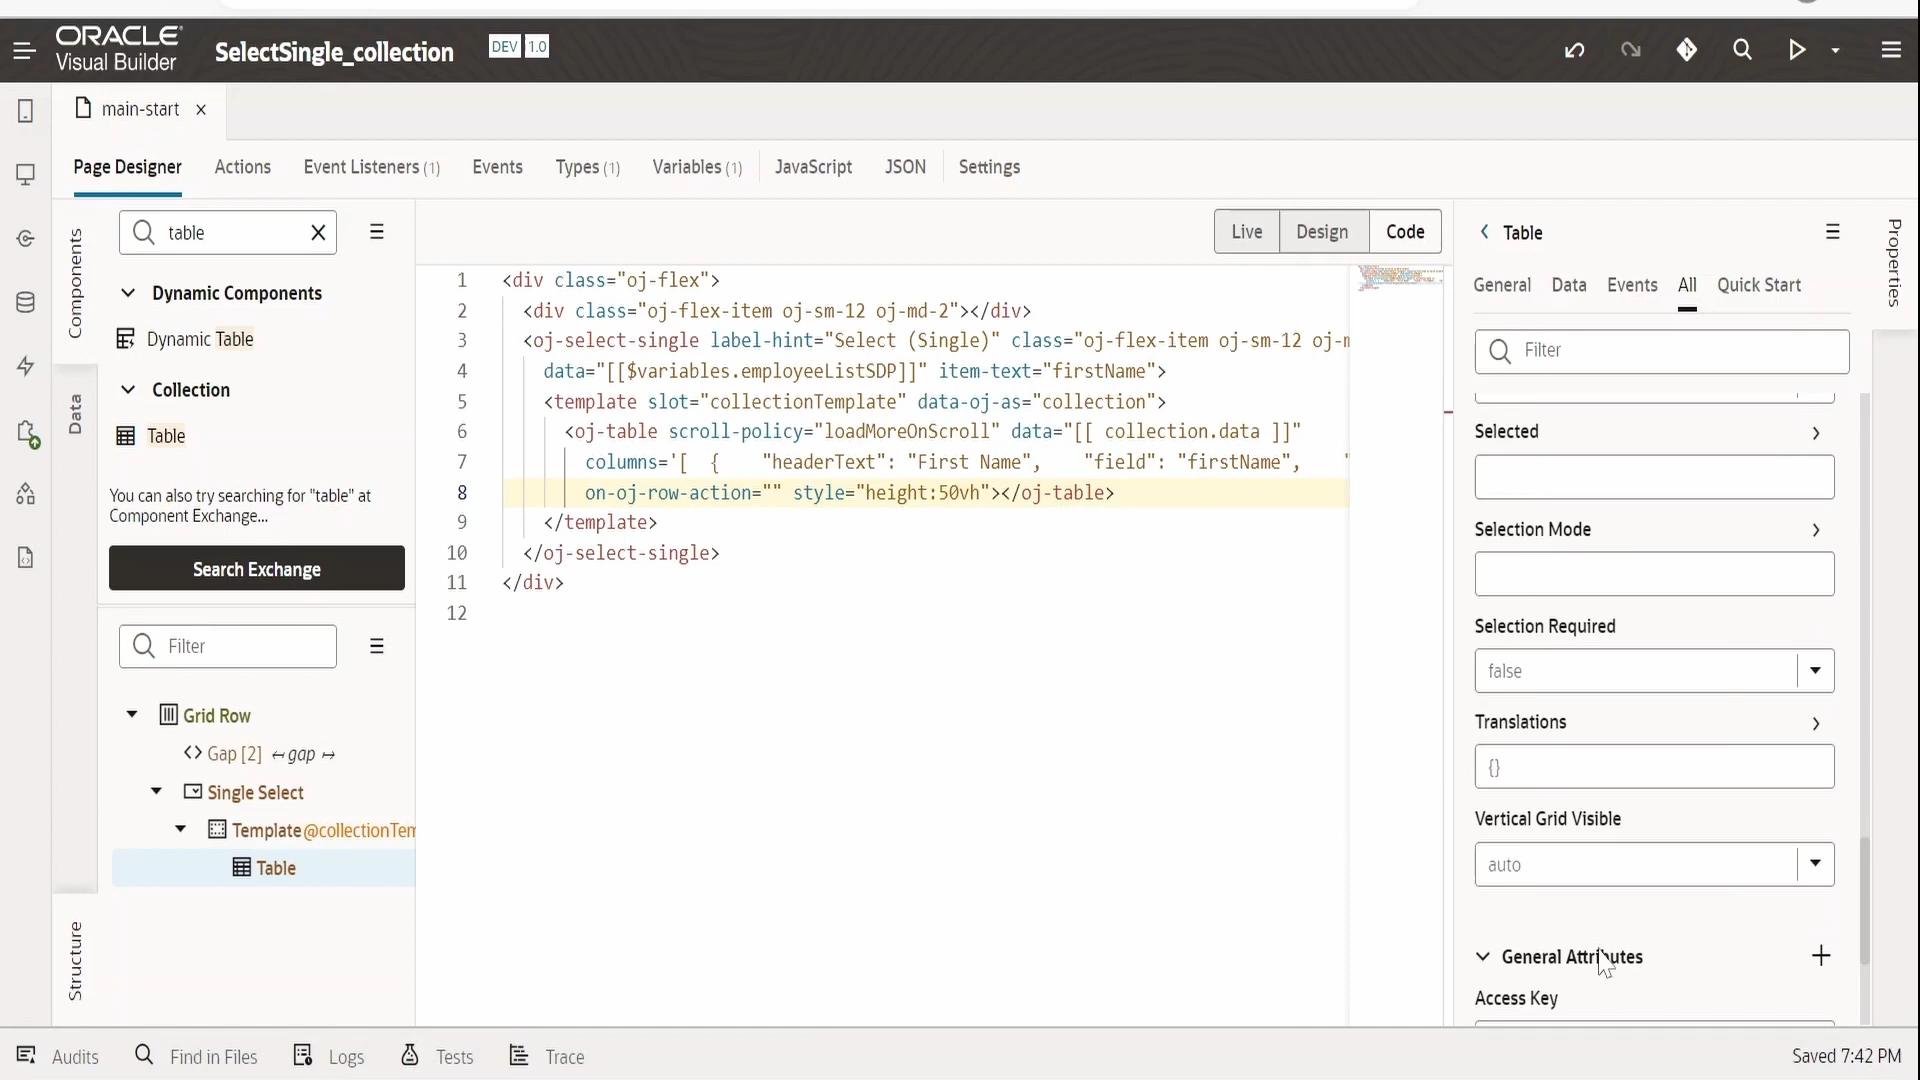 ORACLE
Visual Builder
SelectSingle_collection
DEV 1.0
main-start
Page Designer
Actions
Event Listeners (1)
Events
Types (1)
Variables (1)
JavaScript
JSON
Settings
Components
Data
Structure
table
Dynamic Components
Dynamic Table
Collection
Table
You can also try searching for "table" at
Component Exchange...
Search Exchange
Filter
Grid Row
Gap [2] gap
Single Select
Template@collectionTem
Table
Live
Design
Code
1 <div class="oj-flex">
2 <div class="oj-flex-item oj-sm-12 oj-md-2"></div>
3 <oj-select-single label-hint="Select (Single)" class="oj-flex-item oj-sm-12 oj-m
4 data="[[$variables.employeeListSDP]]" item-text="firstName">
5 <template slot="collectionTemplate" data-oj-as="collection">
6 <oj-table scroll-policy="loadMoreOnScroll" data="[[ collection.data ]]"
7 columns='[ { "headerText": "First Name", "field": "firstName", "
8 on-oj-row-action="" style="height:50vh"></oj-table>
9 </template>
10 </oj-select-single>
11 </div>
12
Table
Properties
General
Data
Events
All
Quick Start
Filter
Selected
Selection Mode
Selection Required
false
Translations
{}
Vertical Grid Visible
auto
General Attributes
Access Key
Audits
Find in Files
Logs
Tests
Trace
Saved 7:42 PM